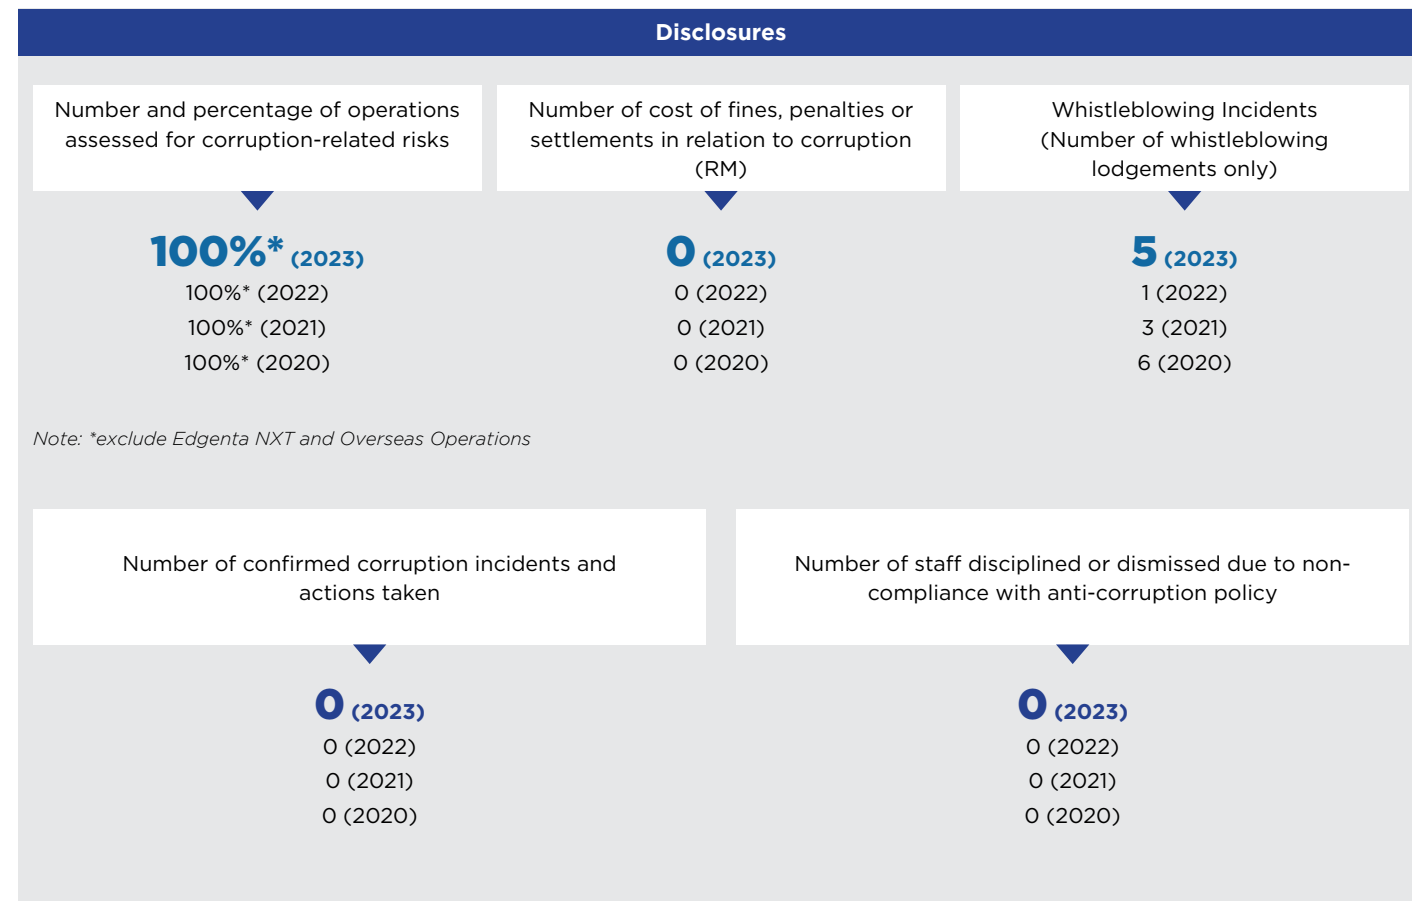 Disclosures
Number and percentage of operations
assessed for corruption-related risks
100%* (2023)
100%* (2022)
100%* (2021)
100%* (2020)
Number of cost of fines, penalties or
settlements in relation to corruption
(RM)
0 (2023)
0 (2022)
0 (2021)
0 (2020)
Whistleblowing Incidents
(Number of whistleblowing
lodgements only)
5 (2023)
1 (2022)
3 (2021)
6 (2020)
Note: *exclude Edgenta NXT and Overseas Operations
Number of confirmed corruption incidents and
actions taken
0 (2023)
0 (2022)
0 (2021)
0 (2020)
Number of staff disciplined or dismissed due to non-
compliance with anti-corruption policy
0 (2023)
0 (2022)
0 (2021)
0 (2020)